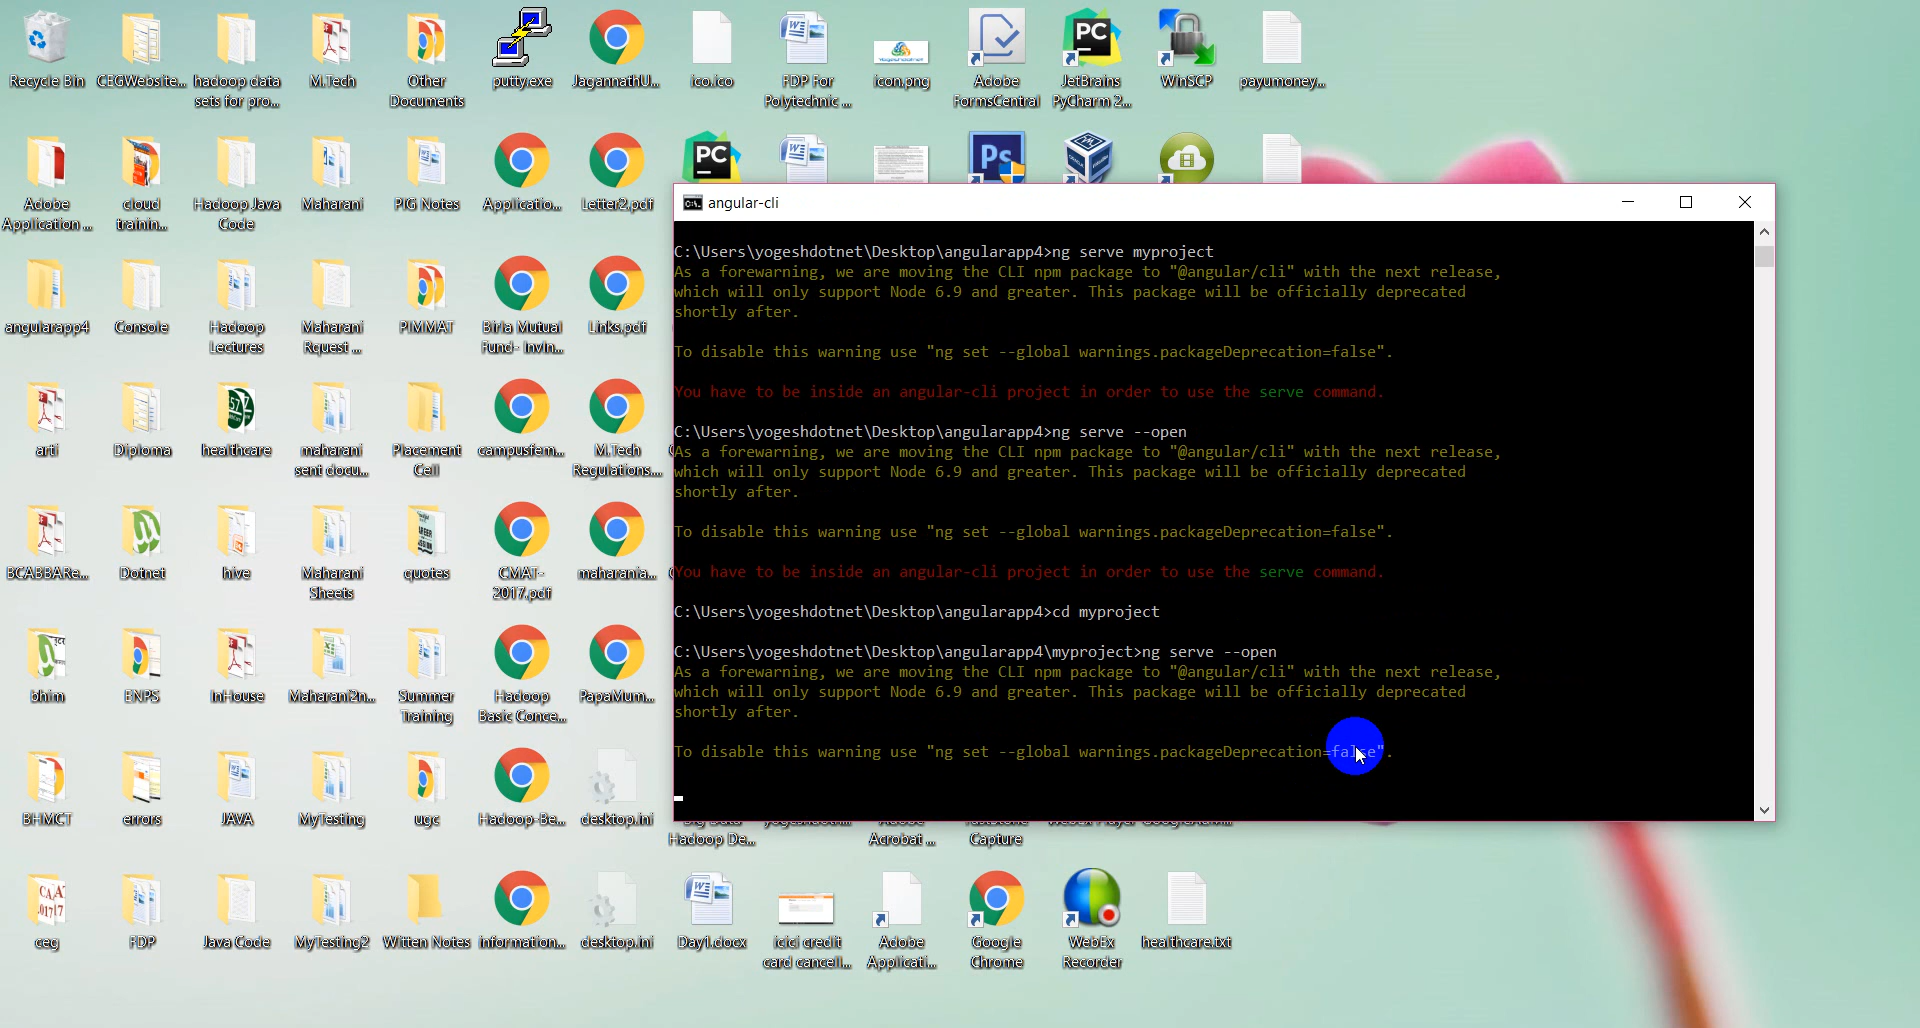 Recycle Bin
CEGWebsite...
hadoop data
sets for pro...
M.Tech
Other
Documents
putty.exe
JagannathU...
ico.ico
FDP For
Polytechnic ...
icon.png
Adobe
FormsCentral
JetBrains
PyCharm 2...
WinSCP
payumoney...
Adobe
Application ...
cloud
trainin...
Hadoop Java
Code
Maharani
PIG Notes
Applicatio...
Letter2.pdf
angularapp4
Console
Hadoop
Lectures
Maharani
Rquest ...
PIMMAT
Birla Mutual
Fund- InvIn...
Links.pdf
arti
Diploma
healthcare
maharani
sent docu...
Placement
Cell
campusfem...
M.Tech
Regulations...
BCABBARe...
Dotnet
hive
Maharani
Sheets
quotes
CMAT-
2017.pdf
maharania...
bhim
ENPS
InHouse
Maharani2n...
Summer
Training
Hadoop
Basic Conce...
PapaMum...
BHMCT
errors
JAVA
MyTesting
ugc
Hadoop-Be...
desktop.ini
Hadoop De...
Acrobat ...
Capture
ceg
FDP
Java Code
MyTesting2
Witten Notes
information...
desktop.ini
Day1.docx
icici credit
card cancell...
Adobe
Applicati...
Google
Chrome
WebEx
Recorder
healthcare.txt
angular-cli
C:\Users\yogeshdotnet\Desktop\angularapp4>ng serve myproject
As a forewarning, we are moving the CLI npm package to "@angular/cli" with the next release,
which will only support Node 6.9 and greater. This package will be officially deprecated
shortly after.
To disable this warning use "ng set --global warnings.packageDeprecation=false".
You have to be inside an angular-cli project in order to use the serve command.
C:\Users\yogeshdotnet\Desktop\angularapp4>ng serve --open
As a forewarning, we are moving the CLI npm package to "@angular/cli" with the next release,
which will only support Node 6.9 and greater. This package will be officially deprecated
shortly after.
To disable this warning use "ng set --global warnings.packageDeprecation=false".
You have to be inside an angular-cli project in order to use the serve command.
C:\Users\yogeshdotnet\Desktop\angularapp4>cd myproject
C:\Users\yogeshdotnet\Desktop\angularapp4\myproject>ng serve --open
As a forewarning, we are moving the CLI npm package to "@angular/cli" with the next release,
which will only support Node 6.9 and greater. This package will be officially deprecated
shortly after.
To disable this warning use "ng set --global warnings.packageDeprecation=false".